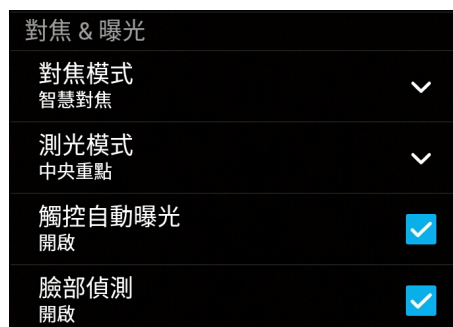 對焦 & 曝光
對焦模式
智慧對焦
測光模式
中央重點
觸控自動曝光
開啟
臉部偵測
開啟